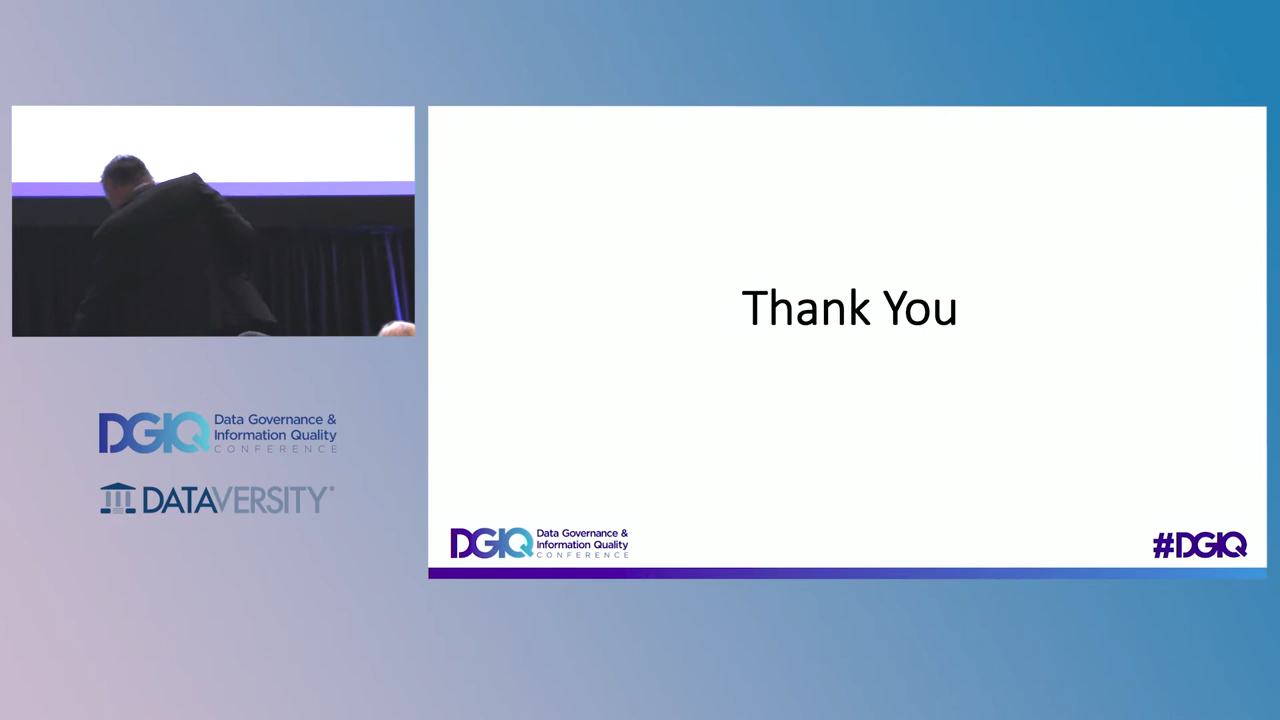 Thank You
DGIQ Data Governance &
Information Quality
CONFERENCE
DATAVERSITY
DGIQ Data Governance &
Information Quality
CONFERENCE
#DGIQ